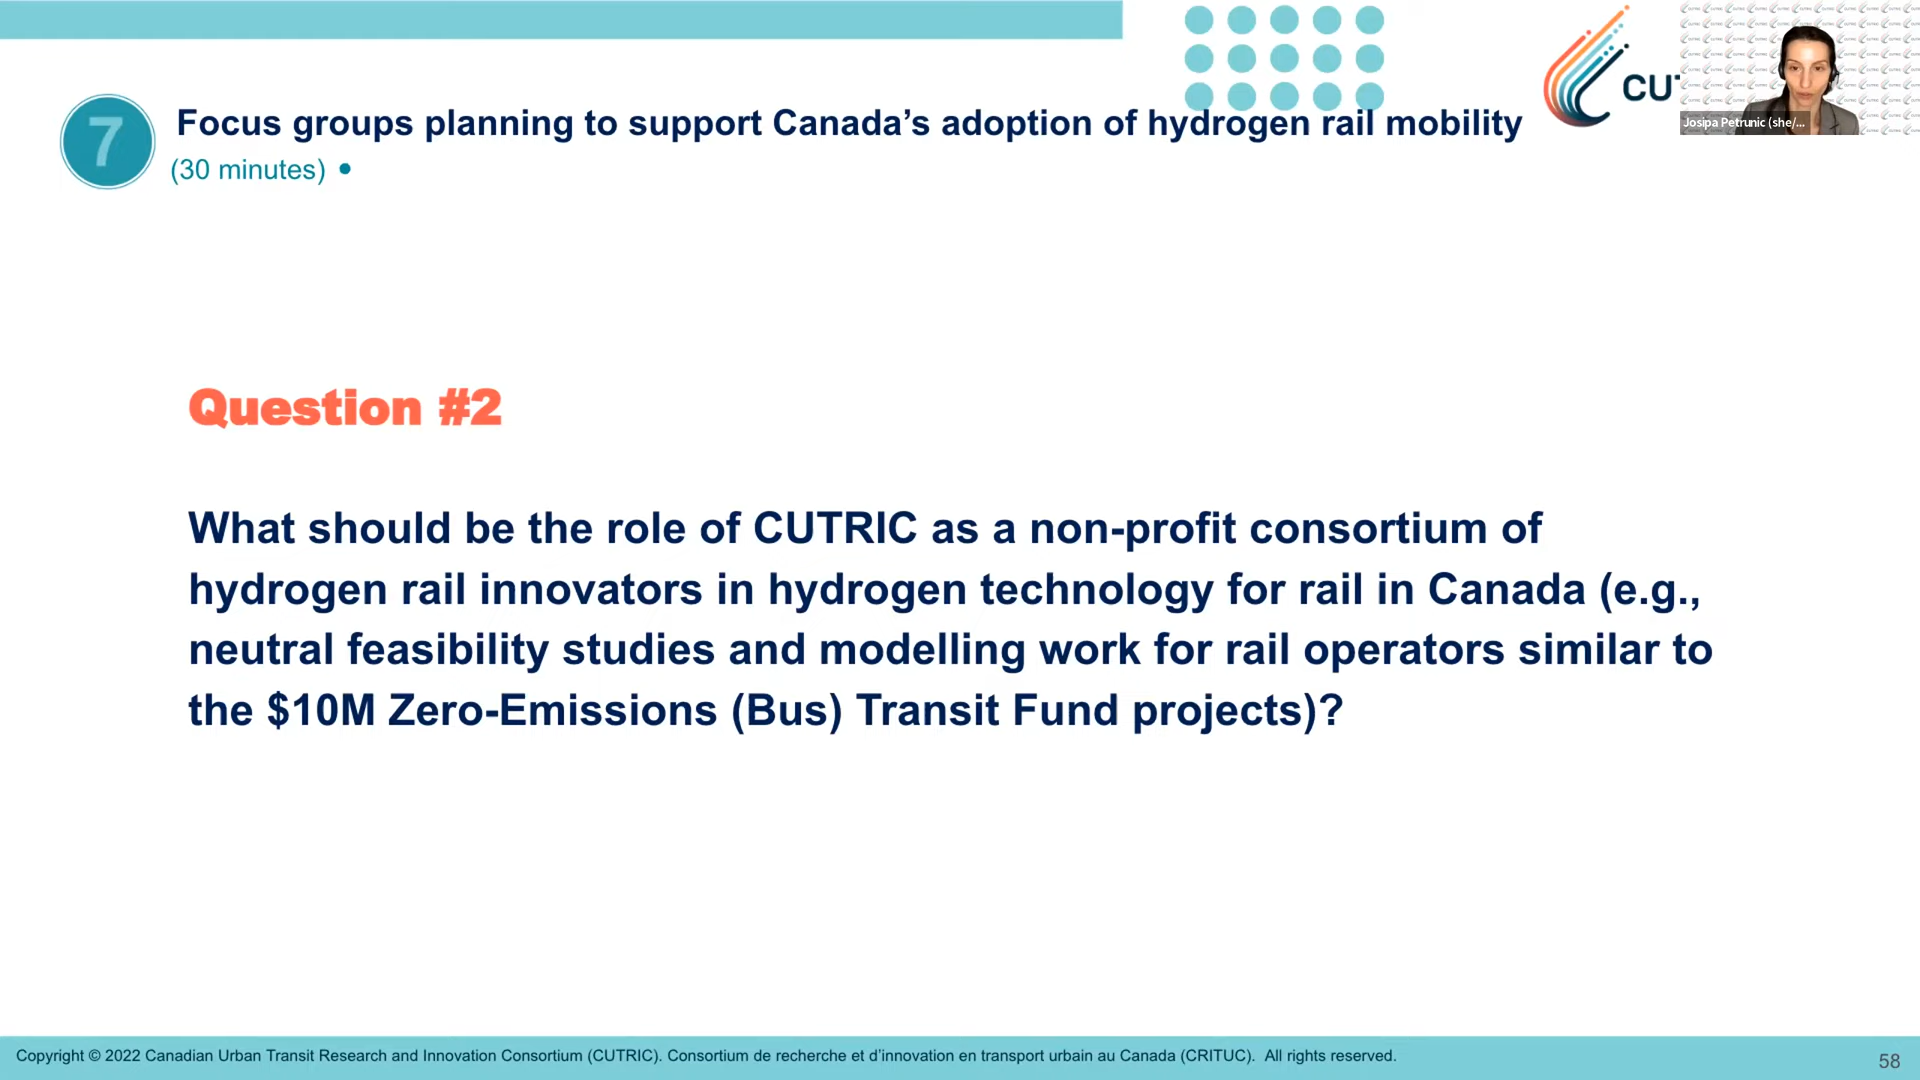 CU
Josipa Petrunic (she/...
7
Focus groups planning to support Canada’s adoption of hydrogen rail mobility
(30 minutes) •
Question #2
What should be the role of CUTRIC as a non-profit consortium of
hydrogen rail innovators in hydrogen technology for rail in Canada (e.g.,
neutral feasibility studies and modelling work for rail operators similar to
the $10M Zero-Emissions (Bus) Transit Fund projects)?
Copyright © 2022 Canadian Urban Transit Research and Innovation Consortium (CUTRIC). Consortium de recherche et d’innovation en transport urbain au Canada (CRITUC). All rights reserved.
58